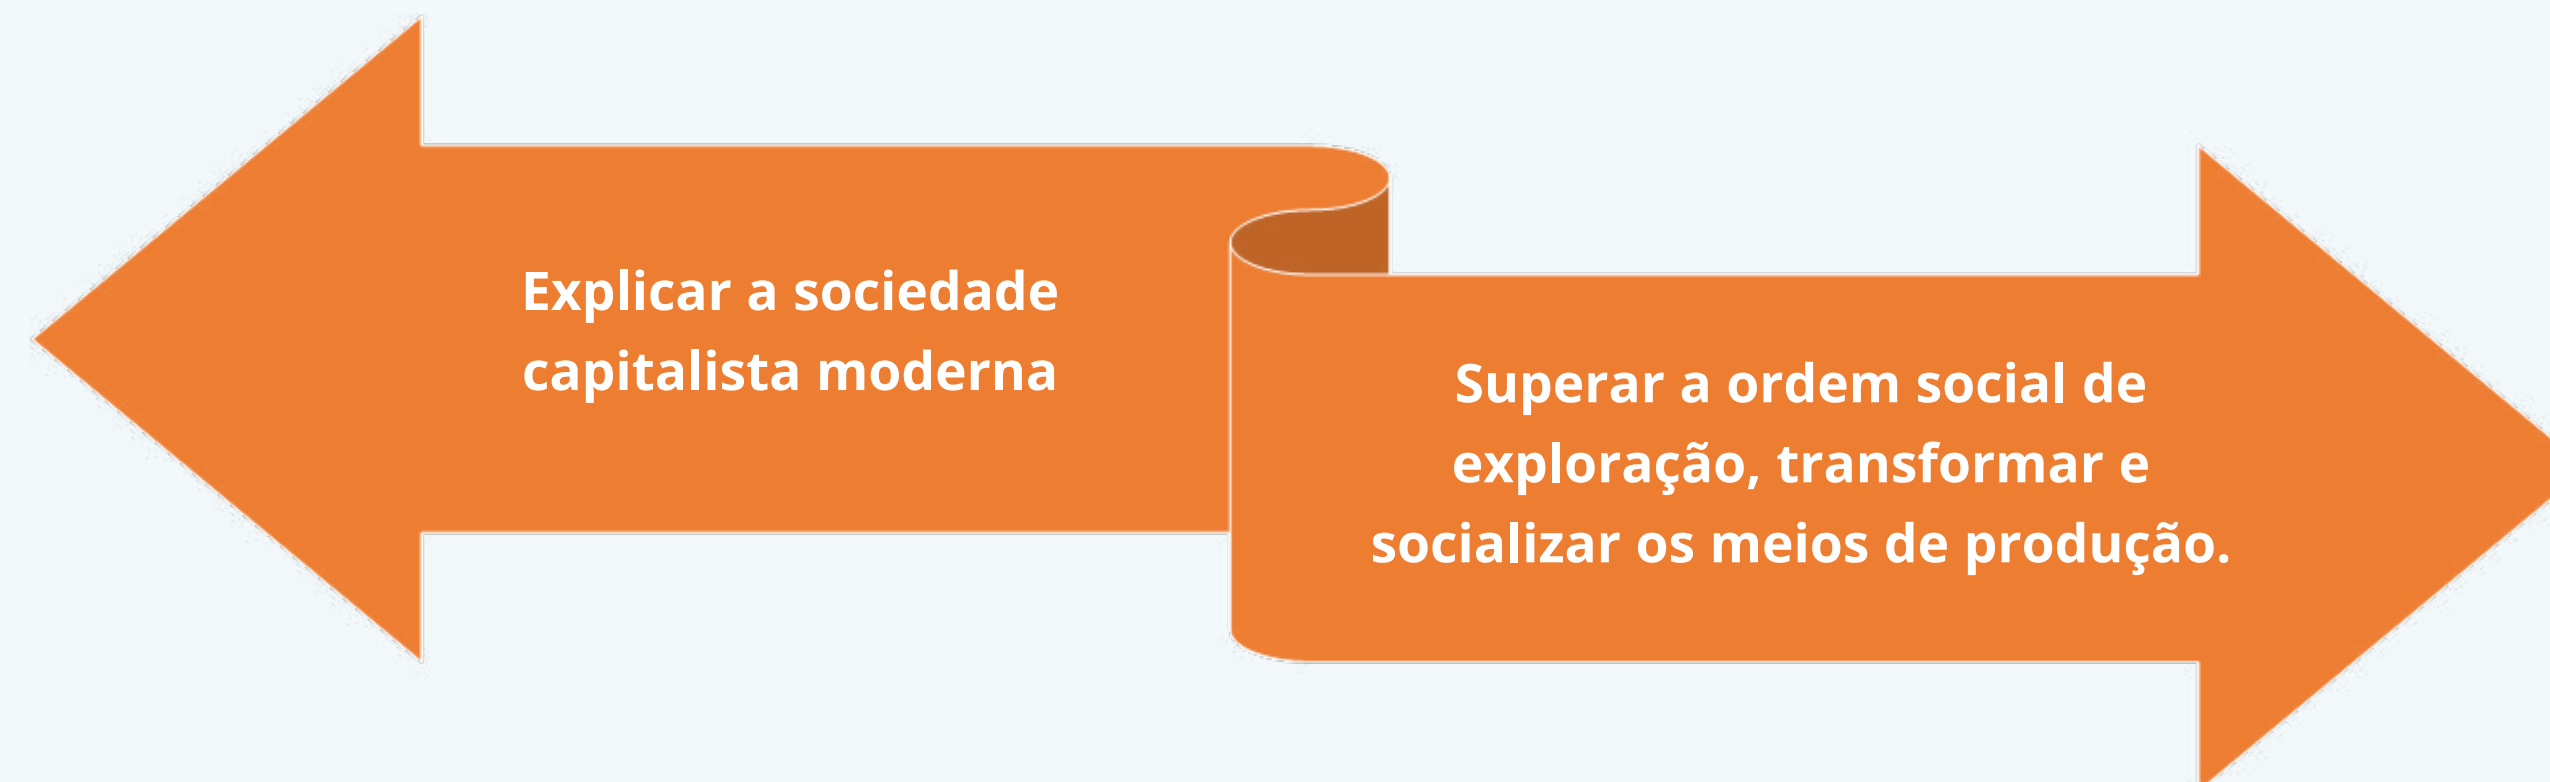 Explicar a sociedade
capitalista moderna
Superar a ordem social de
exploração, transformar e
socializar os meios de produção.